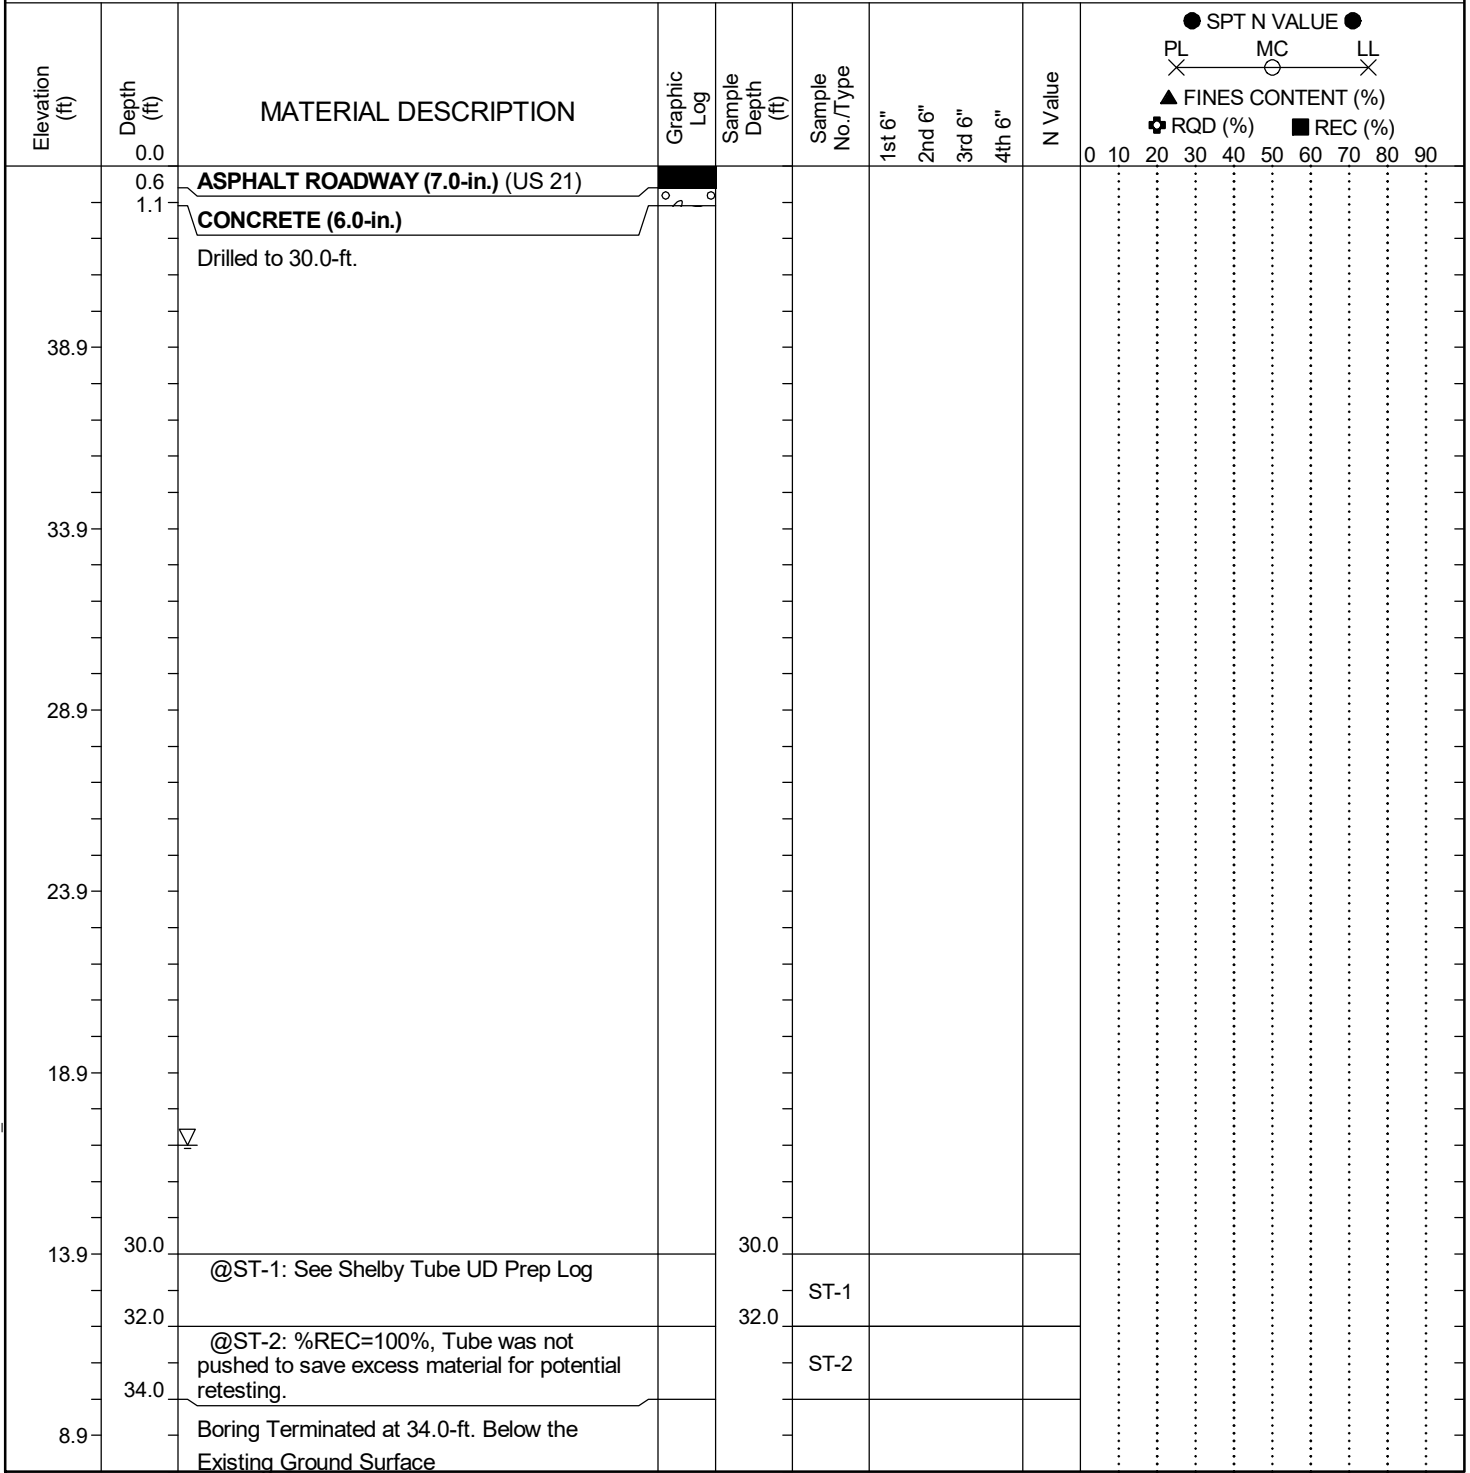 ● SPT N VALUE ●
PL MC LL
▲ FINES CONTENT (%)
RQD (%) ■ REC (%)
Elevation (ft)
Depth (ft)
MATERIAL DESCRIPTION
Graphic Log
Sample Depth (ft)
Sample No./Type
1st 6"
2nd 6"
3rd 6"
4th 6"
N Value
0.0
0 10 20 30 40 50 60 70 80 90
0.6 ASPHALT ROADWAY (7.0-in.) (US 21)
1.1
CONCRETE (6.0-in.)
Drilled to 30.0-ft.
38.9
33.9
28.9
23.9
18.9
13.9 30.0 30.0
@ST-1: See Shelby Tube UD Prep Log
ST-1
32.0 32.0
@ST-2: %REC=100%, Tube was not
pushed to save excess material for potential
ST-2
34.0 retesting.
Boring Terminated at 34.0-ft. Below the
8.9
Existing Ground Surface